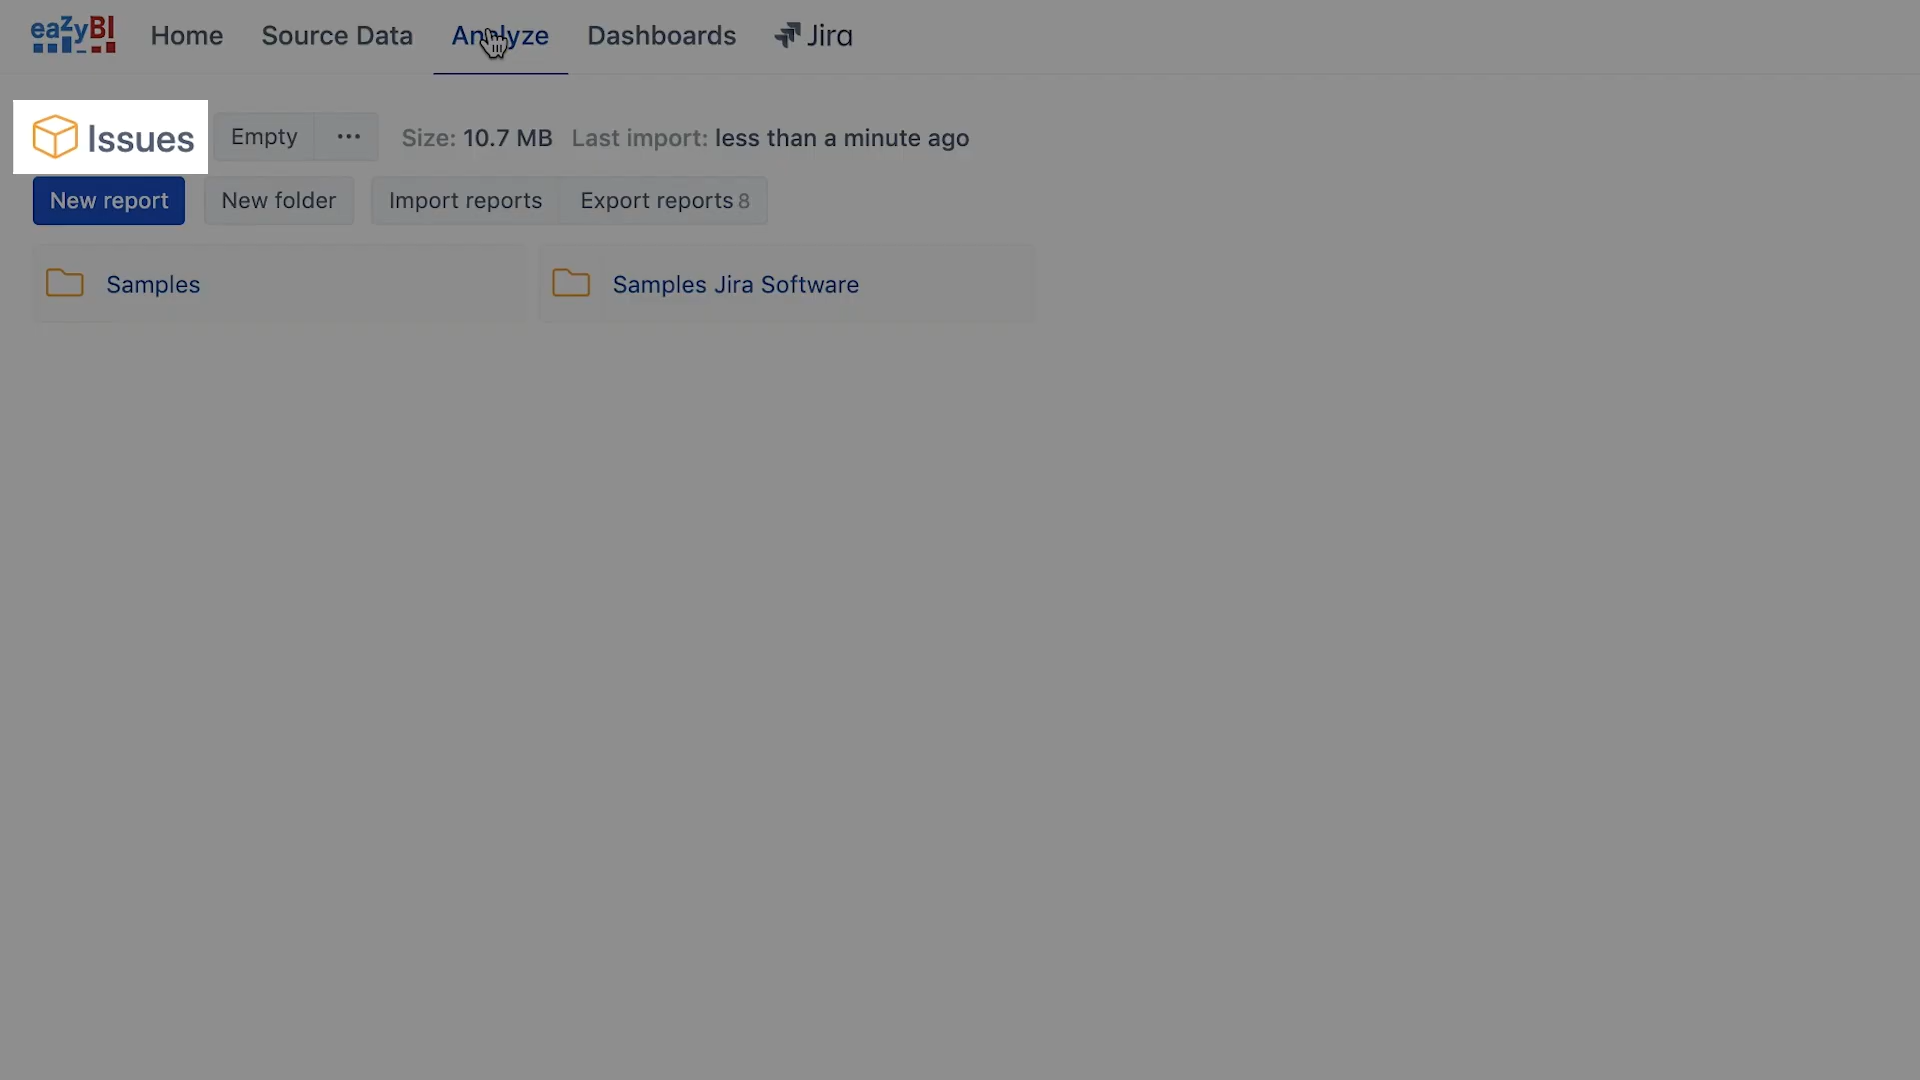 eazyBI Home Source Data Analyze Dashboards Jira
Issues Empty ••• Size: 10.7 MB Last import: less than a minute ago
New report New folder Import reports Export reports 8
Samples Samples Jira Software